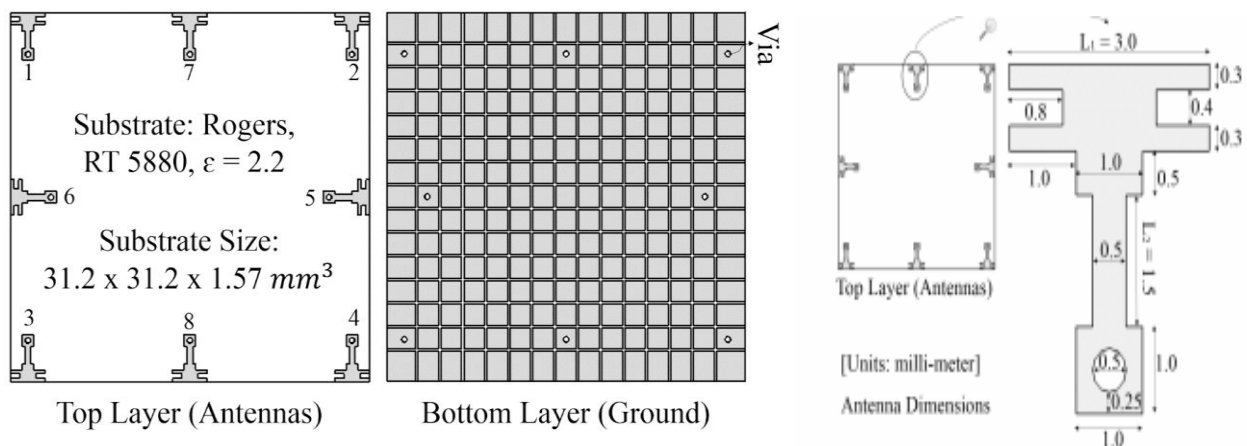 1
7
2
Substrate: Rogers,
RT 5880, ε = 2.2
6
5
Substrate Size:
31.2 x 31.2 x 1.57 mm³
3
8
4
Top Layer (Antennas)
Via
Bottom Layer (Ground)
Top Layer (Antennas)
[Units: milli-meter]
Antenna Dimensions
L₁ = 3.0
0.3
0.8
0.4
0.3
1.0
1.0
0.5
0.5
L₂ = 1.5
0.5
1.0
0.25
1.0